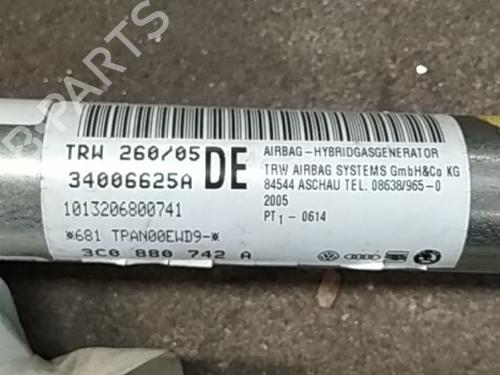 B-PARTS
TRW 260/05
34006625A
DE
1013206800741
*681 TPAN00EWD9-*
3C0 880 742 A
AIRBAG-HYBRIDGASGENERATOR
TRW AIRBAG SYSTEMS GmbH&Co KG
84544 ASCHAU TEL. 08638/965-0
2005
PT1-0614